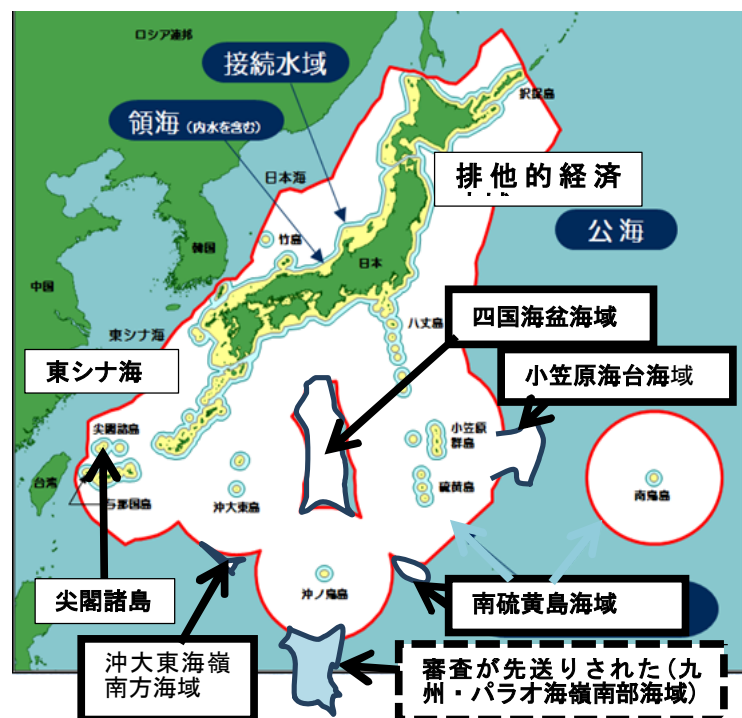 ロシア連邦
接続水域
択捉島
領海（内水を含む）
日本海
排他的経済
公海
竹島
韓国
日本
中国
四国海盆海域
八丈島
東シナ海
東シナ海
小笠原海台海域
尖閣諸島
小笠原
群島
台湾
硫黄島
南鳥島
与那国島
沖大東島
尖閣諸島
沖ノ鳥島
南硫黄島海域
沖大東海嶺
南方海域
審査が先送りされた（九
州・パラオ海嶺南部海域）